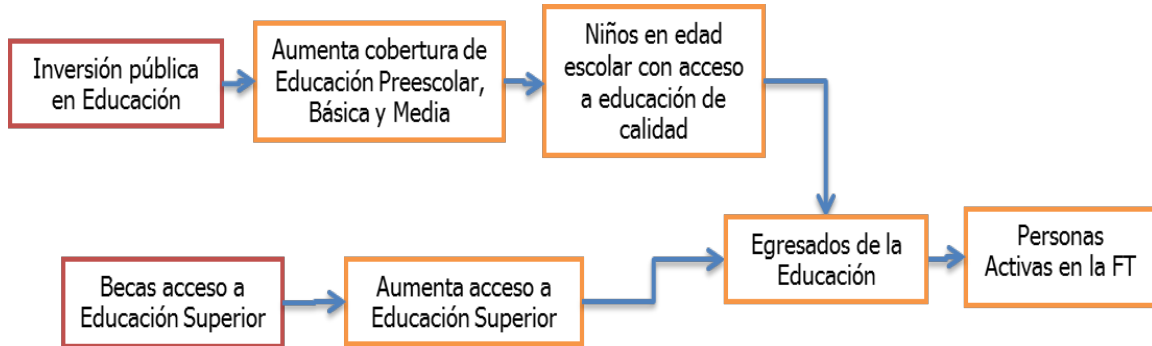 Inversión pública
en Educación
Aumenta cobertura de
Educación Preescolar,
Básica y Media
Niños en edad
escolar con acceso
a educación de
calidad
Becas acceso a
Educación Superior
Aumenta acceso a
Educación Superior
Egresados de la
Educación
Personas
Activas en la FT